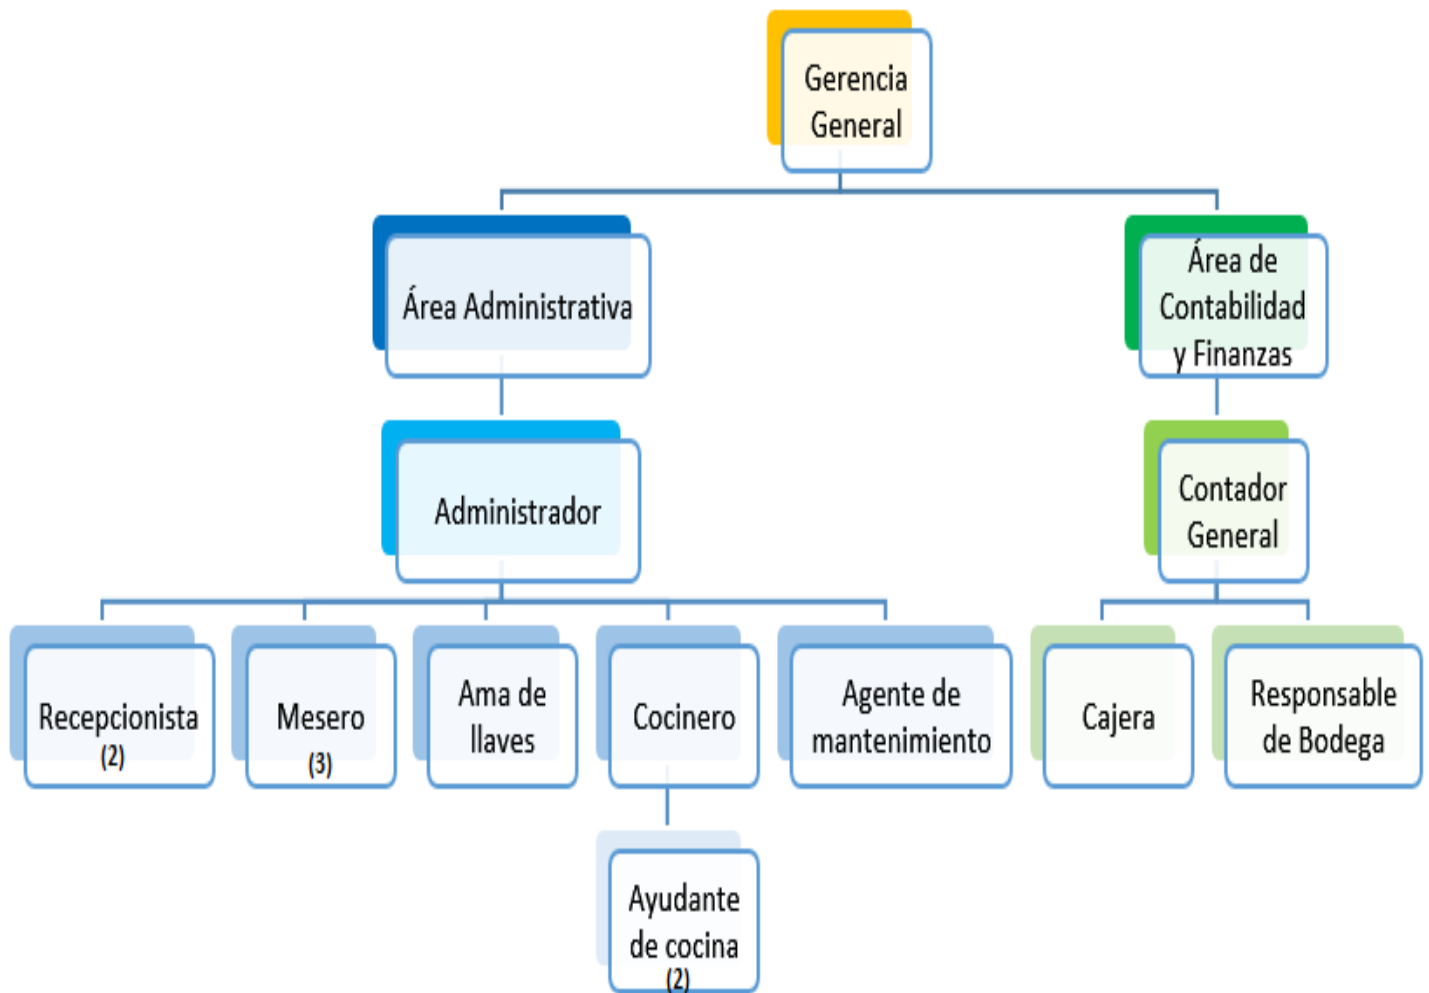 Gerencia
General
Área Administrativa
Área de
Contabilidad
y Finanzas
Administrador
Contador
General
Recepcionista
(2)
Mesero
(3)
Ama de
llaves
Cocinero
Agente de
mantenimiento
Cajera
Responsable
de Bodega
Ayudante
de cocina
(2)